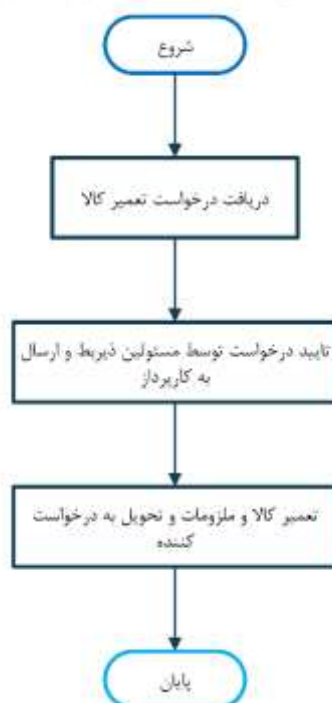 شروع
دریافت درخواست تعمیر کالا
تایید درخواست توسط مسئولین ذیربط و ارسال
به کارپرداز
تعمیر کالا و ملزومات و تحویل به درخواست
کننده
پایان